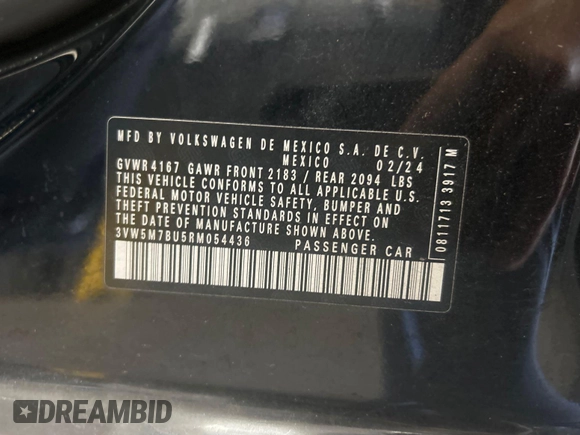 MFD BY VOLKSWAGEN DE MEXICO S.A. DE C.V.
MEXICO 02/24
GVWR4167 GAWR FRONT 2183 / REAR 2094 LBS
THIS VEHICLE CONFORMS TO ALL APPLICABLE U.S.
FEDERAL MOTOR VEHICLE SAFETY, BUMPER AND
THEFT PREVENTION STANDARDS IN EFFECT ON
THE DATE OF MANUFACTURE SHOWN ABOVE.
3VW5M7BU5RM054436 PASSENGER CAR
0811713 3917 M
DREAMBID